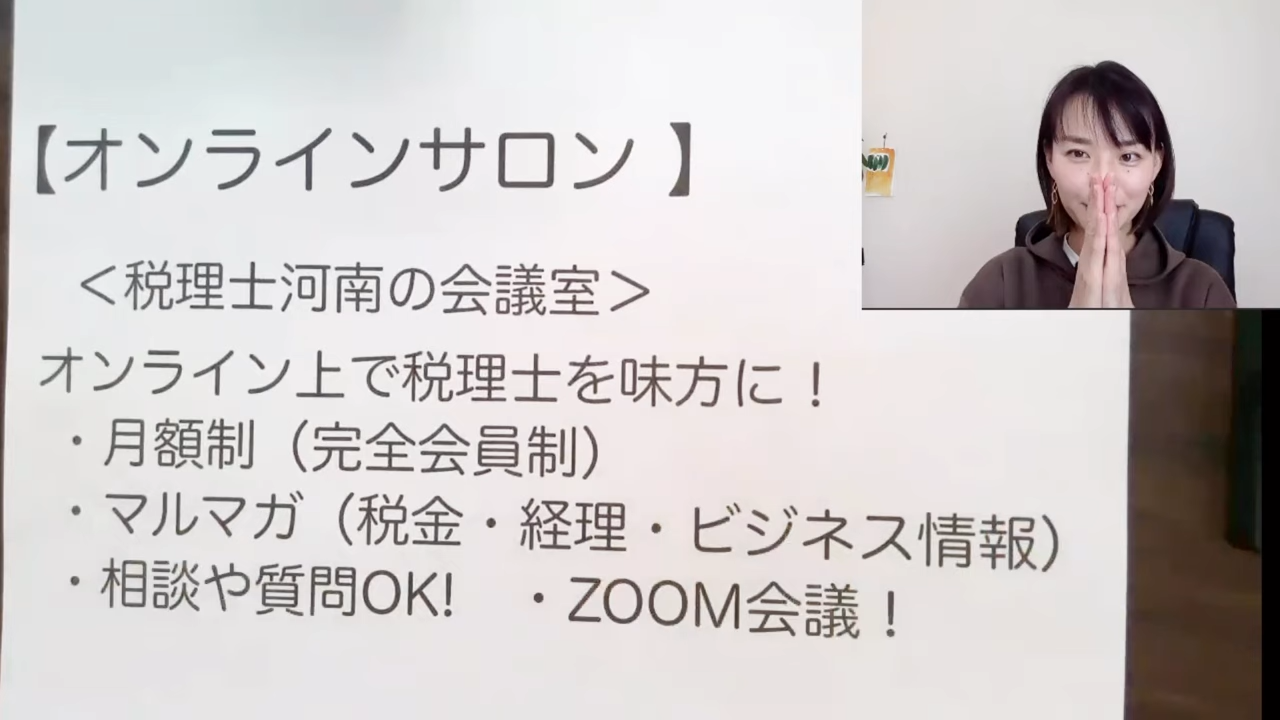 【オンラインサロン 】
＜税理士河南の会議室＞
オンライン上で税理士を味方に！
・月額制（完全会員制）
・マルマガ（税金・経理・ビジネス情報）
・相談や質問OK!　・ZOOM会議！